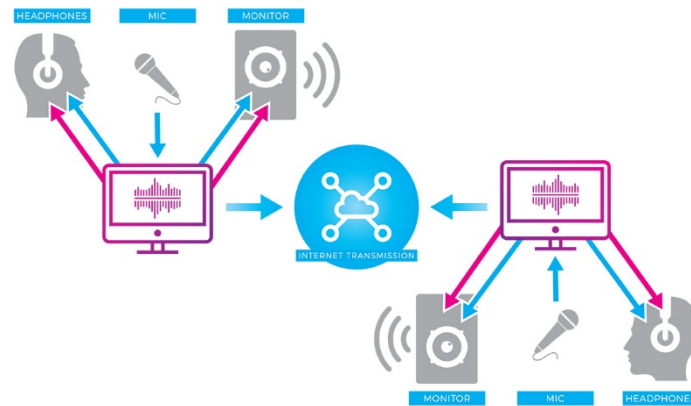 HEADPHONES
MIC
MONITOR
INTERNET TRANSMISSION
MONITOR
MIC
HEADPHONE